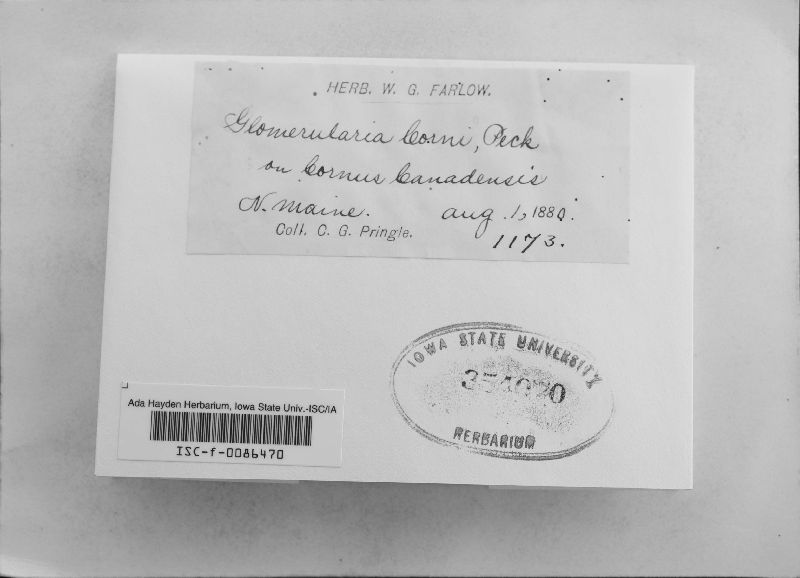 HERB. W. G. FARLOW.
Glomerularia Corni, Peck
on Cornus Canadensis
N. Maine. Aug. 1, 1880.
Coll. C. G. Pringle.
1173.
IOWA STATE UNIVERSITY
HERBARIUM
Ada Hayden Herbarium, Iowa State Univ.-ISC/IA
ISC-f-0086470